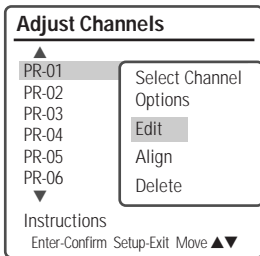 Adjust Channels
▲
PR-01
PR-02
PR-03
PR-04
PR-05
PR-06
▼
Select Channel
Options
Edit
Align
Delete
Instructions
Enter-Confirm Setup-Exit Move ▲▼